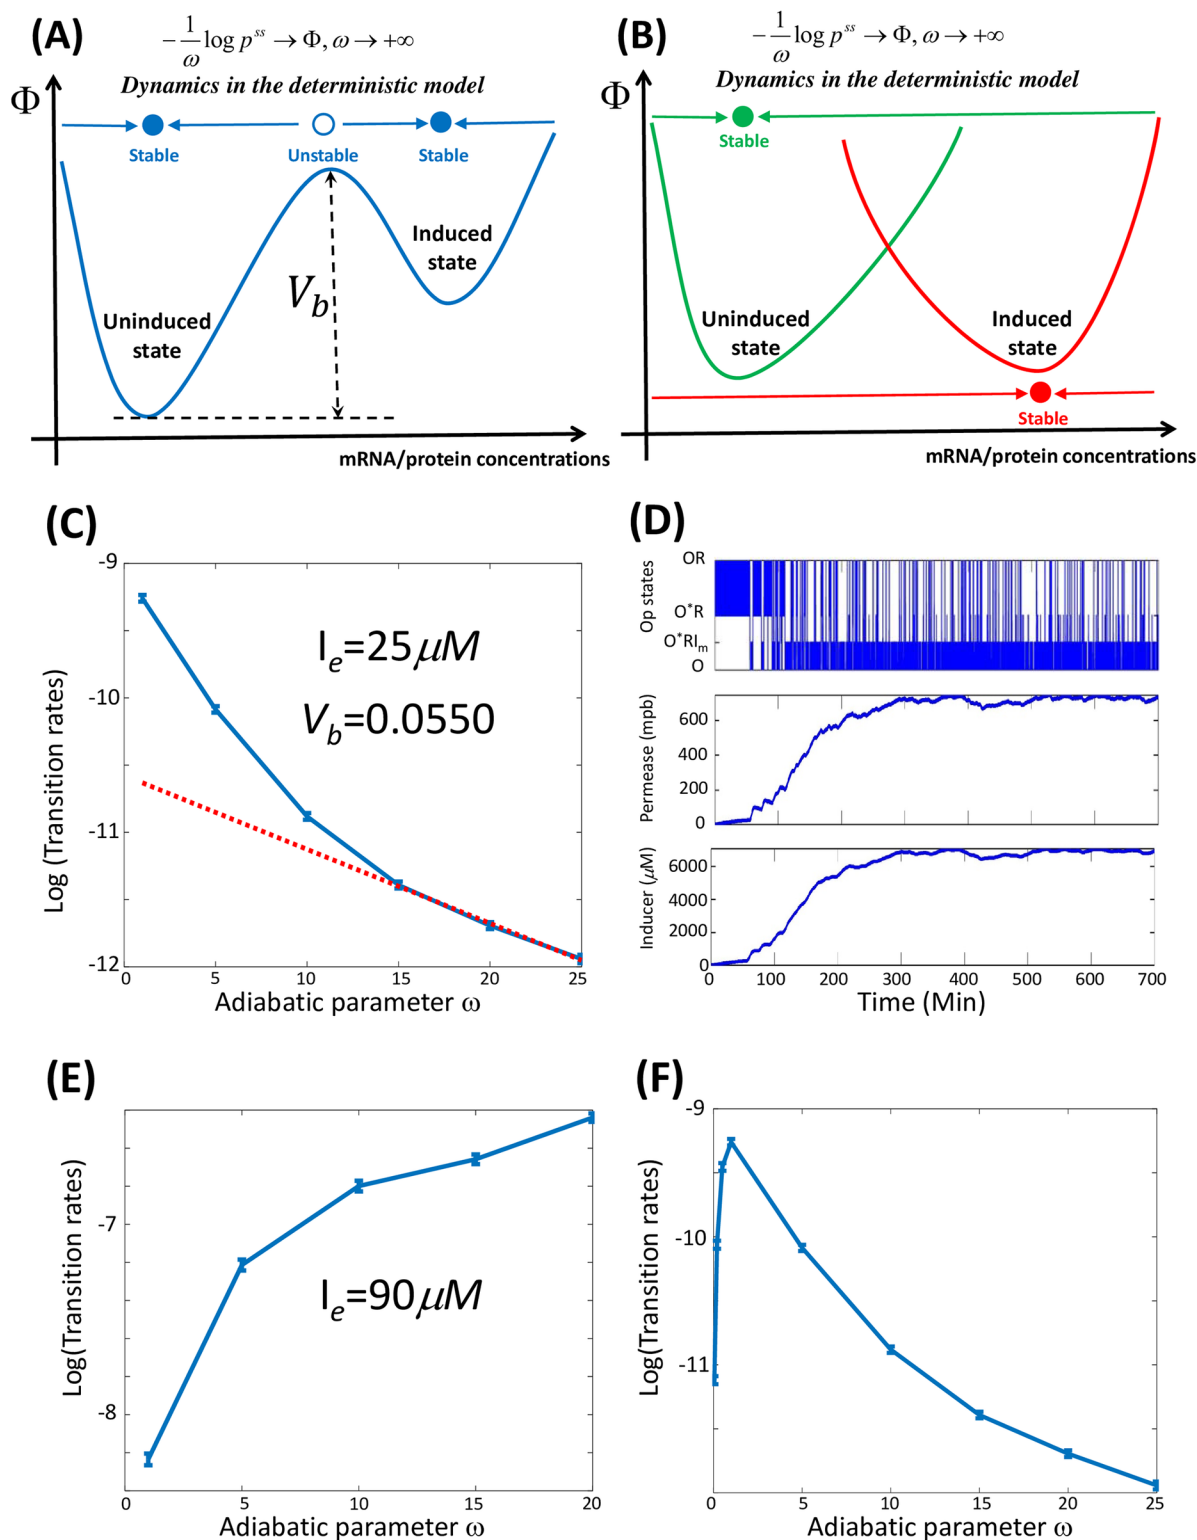 (A)
−1/ω log p^ss → Φ, ω → +∞
Dynamics in the deterministic model
Φ
Stable
Unstable
Stable
Induced
state
V_b
Uninduced
state
mRNA/protein concentrations
(B)
−1/ω log p^ss → Φ, ω → +∞
Dynamics in the deterministic model
Φ
Stable
Uninduced
state
Induced
state
Stable
mRNA/protein concentrations
(C)
-9
-10
-11
-12
Log (Transition rates)
I_e=25μM
V_b=0.0550
0 5 10 15 20 25
Adiabatic parameter ω
(D)
Op states
OR
O*R
O*RI_m
O
Permease (mpb)
600
400
200
0
Inducer (μM)
6000
4000
2000
0
0 100 200 300 400 500 600 700
Time (Min)
(E)
Log(Transition rates)
-7
-8
I_e=90μM
0 5 10 15 20
Adiabatic parameter ω
(F)
Log(Transition rates)
-9
-10
-11
0 5 10 15 20 25
Adiabatic parameter ω